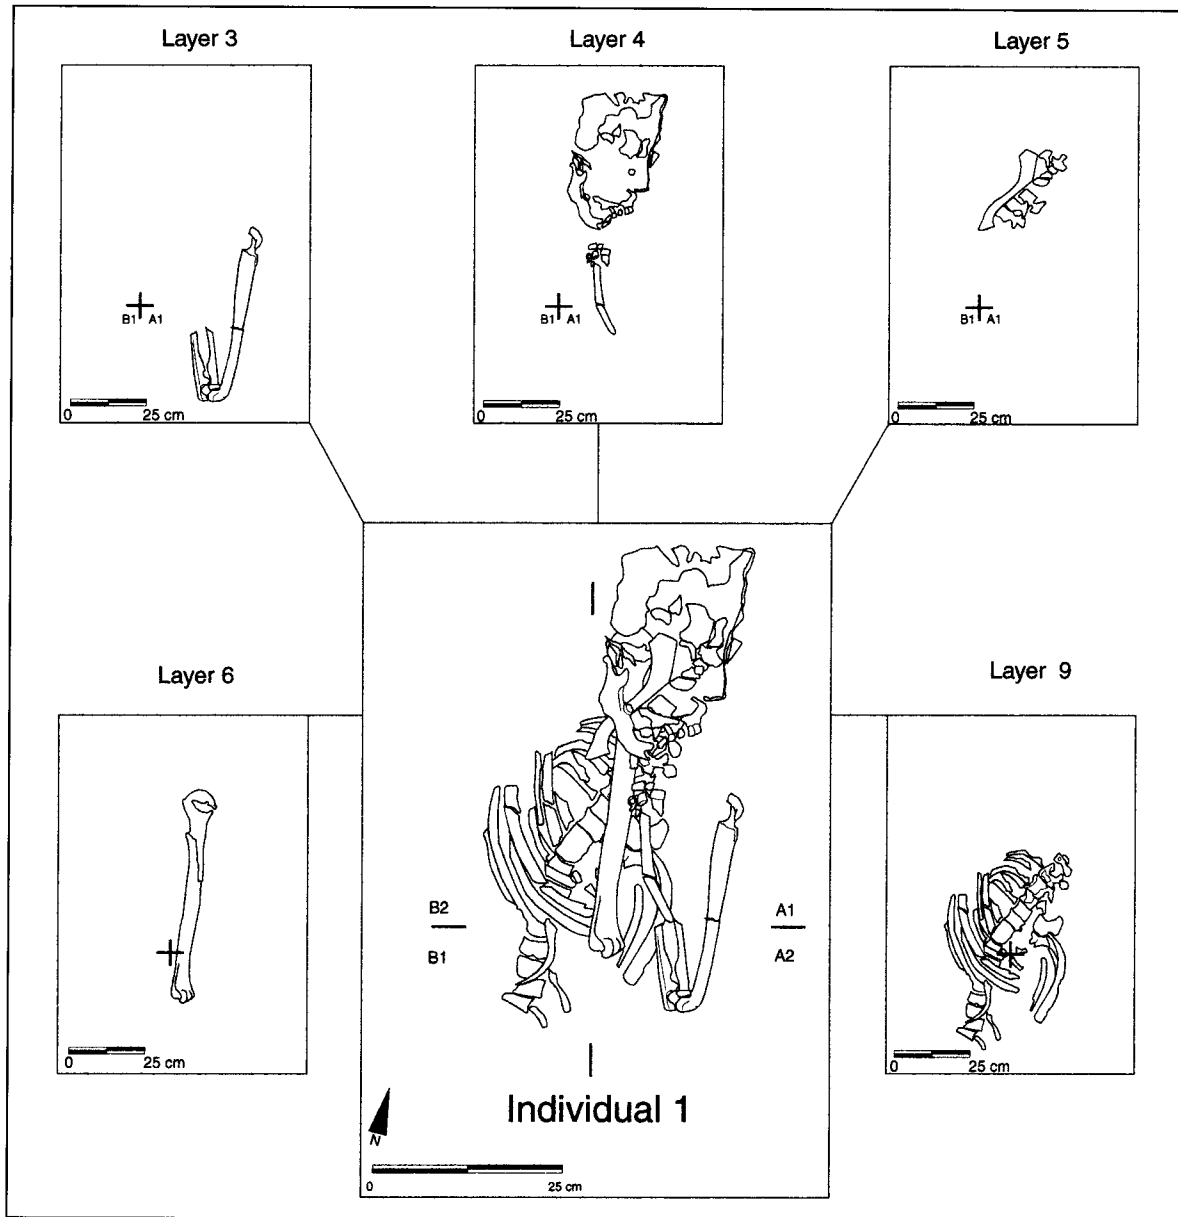 Layer 3
Layer 4
Layer 5
B1 A1
0 25 cm
B1 A1
0 25 cm
B1 A1
0 25 cm
Layer 6
Layer 9
0 25 cm
B2 A1
B1 A2
Individual 1
N
0 25 cm
0 25 cm